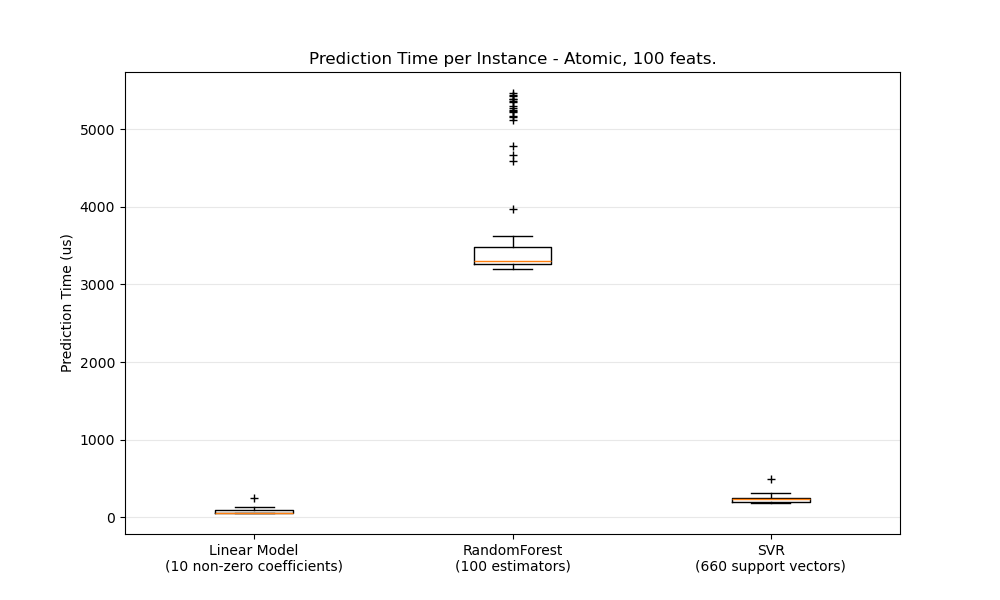 Prediction Time per Instance - Atomic, 100 feats.
Prediction Time (us)
5000
4000
3000
2000
1000
0
Linear Model
(10 non-zero coefficients)
RandomForest
(100 estimators)
SVR
(660 support vectors)